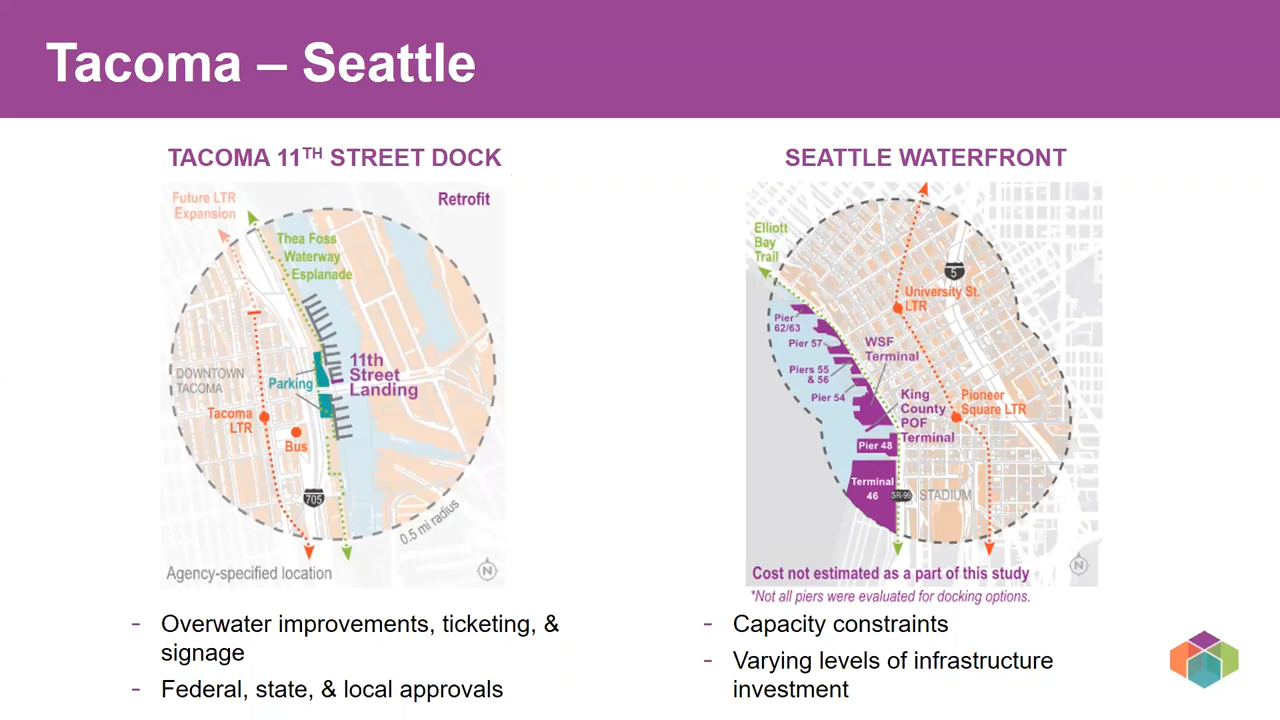 Tacoma – Seattle
TACOMA 11TH STREET DOCK
Future LTR
Expansion
Retrofit
Thea Foss
Waterway
Esplanade
DOWNTOWN
TACOMA
Parking
11th
Street
Landing
Tacoma
LTR
Bus
705
0.5 mi radius
Agency-specified location
N
- Overwater improvements, ticketing, &
signage
- Federal, state, & local approvals
SEATTLE WATERFRONT
Elliott
Bay
Trail
5
University St.
LTR
Pier
62/63
Pier 57
WSF
Terminal
Piers 55
& 56
Pier 54
King
County
POF
Terminal
Pioneer
Square LTR
Pier 48
Terminal
46
SR-99
STADIUM
N
Cost not estimated as a part of this study
*Not all piers were evaluated for docking options.
- Capacity constraints
- Varying levels of infrastructure
investment